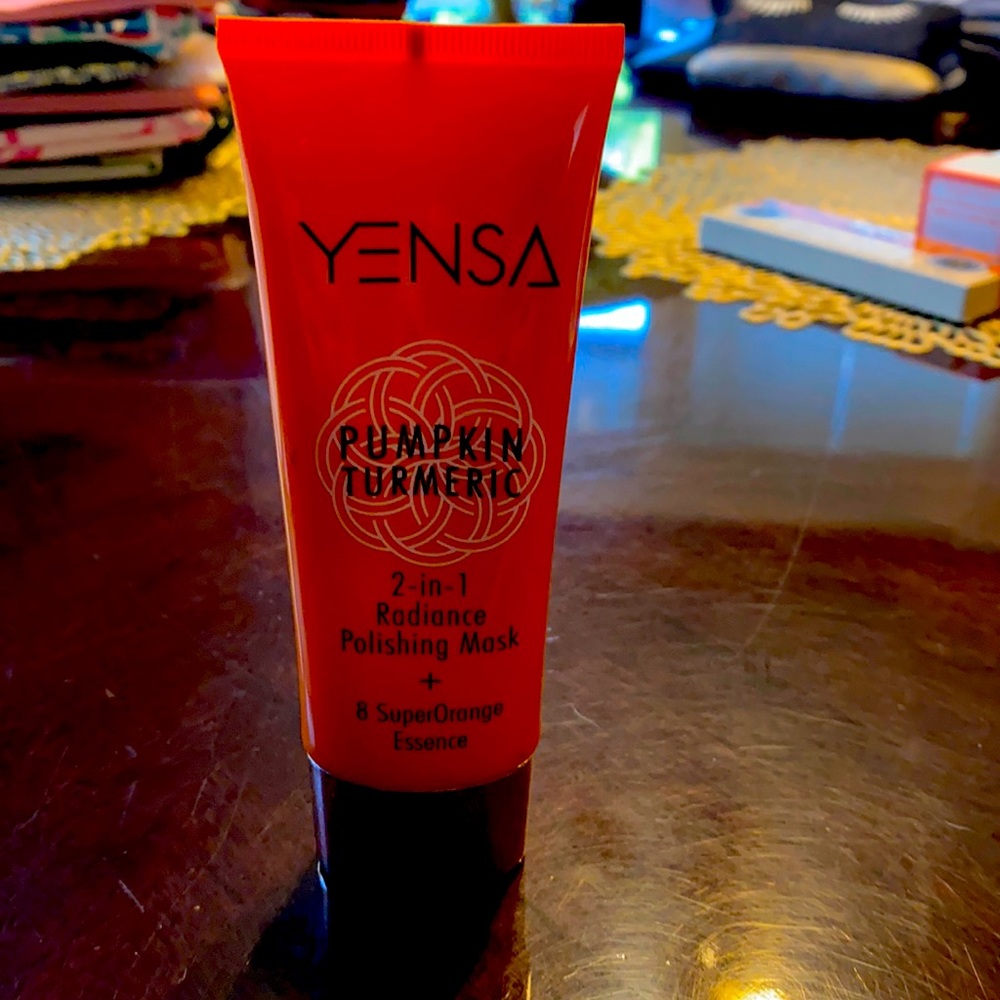 YENSA
PUMPKIN
TURMERIC
2-in-1
Radiance
Polishing Mask
+
8 SuperOrange
Essence